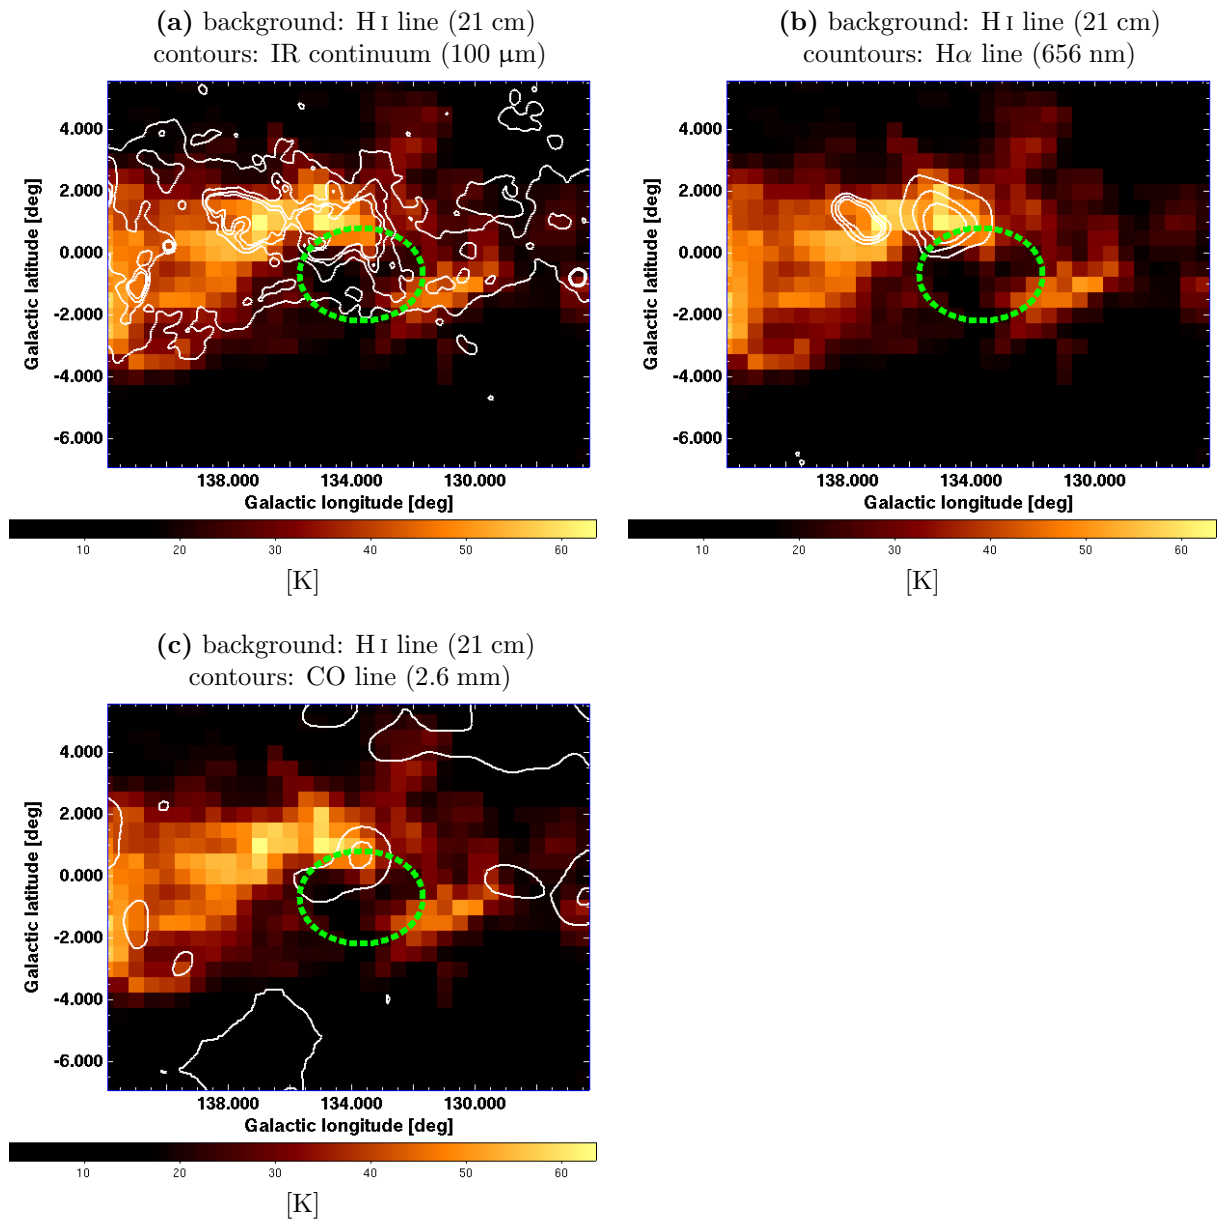 (a) background: H I line (21 cm)
contours: IR continuum (100 μm)
Galactic latitude [deg]
4.000
2.000
0.000
-2.000
-4.000
-6.000
138.000 134.000 130.000
Galactic longitude [deg]
10 20 30 40 50 60
[K]
(b) background: H I line (21 cm)
countours: Hα line (656 nm)
Galactic latitude [deg]
4.000
2.000
0.000
-2.000
-4.000
-6.000
138.000 134.000 130.000
Galactic longitude [deg]
10 20 30 40 50 60
[K]
(c) background: H I line (21 cm)
contours: CO line (2.6 mm)
Galactic latitude [deg]
4.000
2.000
0.000
-2.000
-4.000
-6.000
138.000 134.000 130.000
Galactic longitude [deg]
10 20 30 40 50 60
[K]